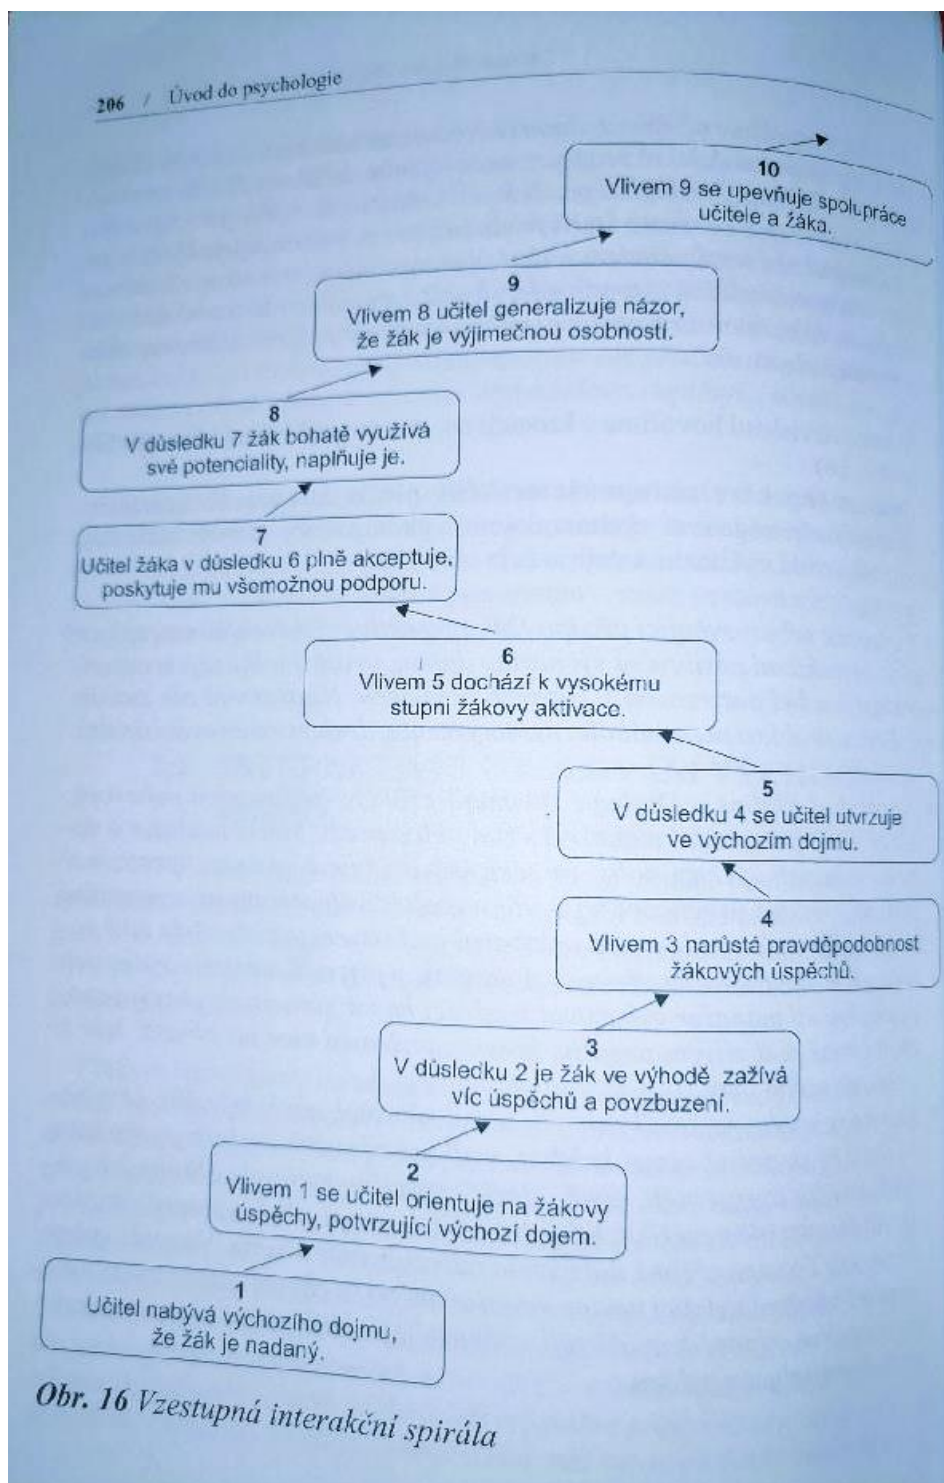 206 / Úvod do psychologie
10
Vlivem 9 se upevňuje spolupráce
učitele a žáka.
9
Vlivem 8 učitel generalizuje názor,
že žák je výjimečnou osobností.
8
V důsledku 7 žák bohatě využívá
své potenciality, naplňuje je.
7
Učitel žáka v důsledku 6 plně akceptuje,
poskytuje mu všemožnou podporu.
6
Vlivem 5 dochází k vysokému
stupni žákovy aktivace.
5
V důsledku 4 se učitel utvrzuje
ve výchozím dojmu.
4
Vlivem 3 narůstá pravděpodobnost
žákových úspěchů.
3
V důsledku 2 je žák ve výhodě zažívá
víc úspěchů a povzbuzení.
2
Vlivem 1 se učitel orientuje na žákovy
úspěchy, potvrzující výchozí dojem.
1
Učitel nabývá výchozího dojmu,
že žák je nadaný.
Obr. 16 Vzestupná interakční spirála